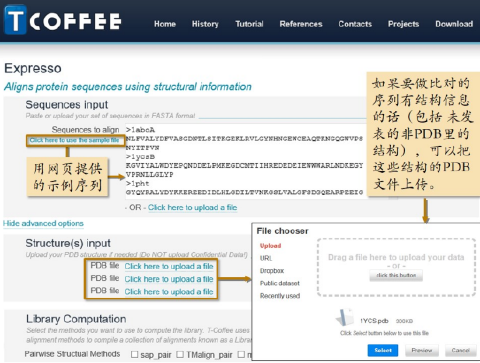 TCOFFEE
Home History Tutorial References Contacts Projects Download
Expresso
Aligns protein sequences using structural information
Sequences input
Paste or upload your set of sequences in FASTA format
Sequences to align
Click here to use the sample file
>1abcA
>1ycsB
KGVIYALWDYEPQNDDELPMKEGDCMTIIHREDEDEIEWWWARLNDKEGY
VPRNLLGLYP
>1pht
- OR - Click here to upload a file
用网页提供
的示例序列
如果要做比对的
序列有结构信息
的话（包括 未发
表的非PDB里的
结构），可以把
这些结构的PDB
文件上传。
Hide advanced options
Structure(s) input
Upload your PDB structure if needed (Do NOT upload Confidential Data!)
PDB file Click here to upload a file
PDB file Click here to upload a file
PDB file Click here to upload a file
File chooser
Upload
URL
Dropbox
Public dataset
Recently used
Drag a file here to upload your data
- or -
click this button
1YCS.pdb
Click Select button below to use this file
Select Preview Cancel
Library Computation
Select the methods you want to use to compute the library. T-Coffee uses
alignment methods to compile a collection of alignments known as a Library
Pairwise Structural Methods sap_pair TMalign_pair